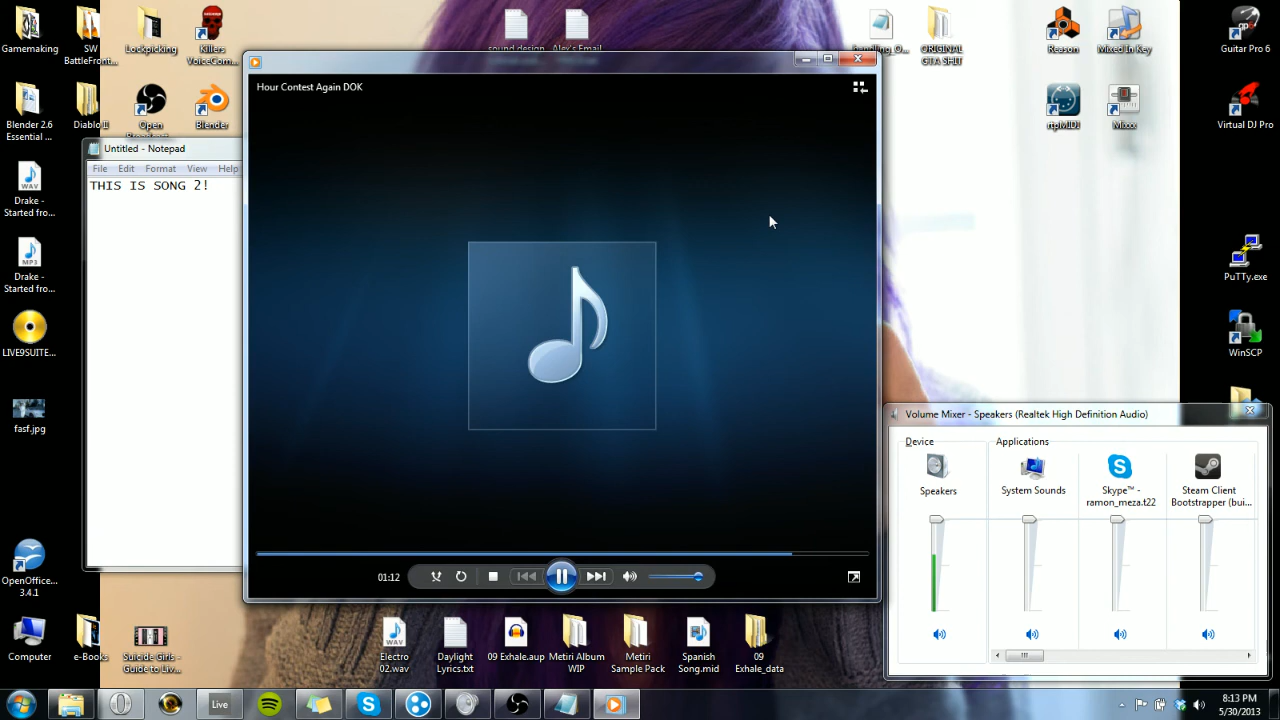 Gamemaking
SW
BattleFront...
Lockpicking
Killers
VoiceCom...
sound design
Alex's Email
ORIGINAL
GTA SHIT
Reason
Mixed In Key
Guitar Pro 6
Blender 2.6
Essential ...
Diablo II
Open
Blender
rtpMIDI
Mixxx
Virtual DJ Pro
Hour Contest Again DOK
Untitled - Notepad
File Edit Format View Help
THIS IS SONG 2!
Drake -
Started fro...
Drake -
Started fro...
PuTTy.exe
LIVE9SUITE...
WinSCP
fasf.jpg
Volume Mixer - Speakers (Realtek High Definition Audio)
Device
Applications
Speakers
System Sounds
Skype™ -
ramon_meza.t22
Steam Client
Bootstrapper (bui...
OpenOffice...
3.4.1
01:12
Computer
e-Books
Suicide Girls -
Guide to Liv...
Electro
02.wav
Daylight
Lyrics.txt
09 Exhale.aup
Metiri Album
WIP
Metiri
Sample Pack
Spanish
Song.mid
09
Exhale_data
Live
8:13 PM
5/30/2013